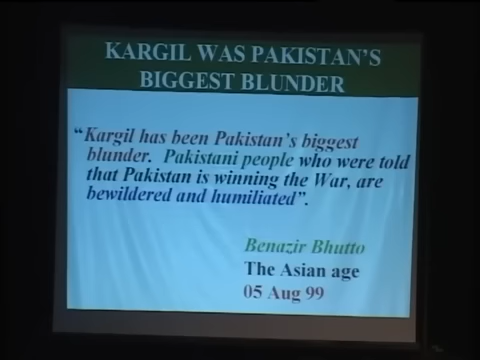 KARGIL WAS PAKISTAN'S
BIGGEST BLUNDER
"Kargil has been Pakistan's biggest
blunder. Pakistani people who were told
that Pakistan is winning the War, are
bewildered and humiliated".
Benazir Bhutto
The Asian age
05 Aug 99